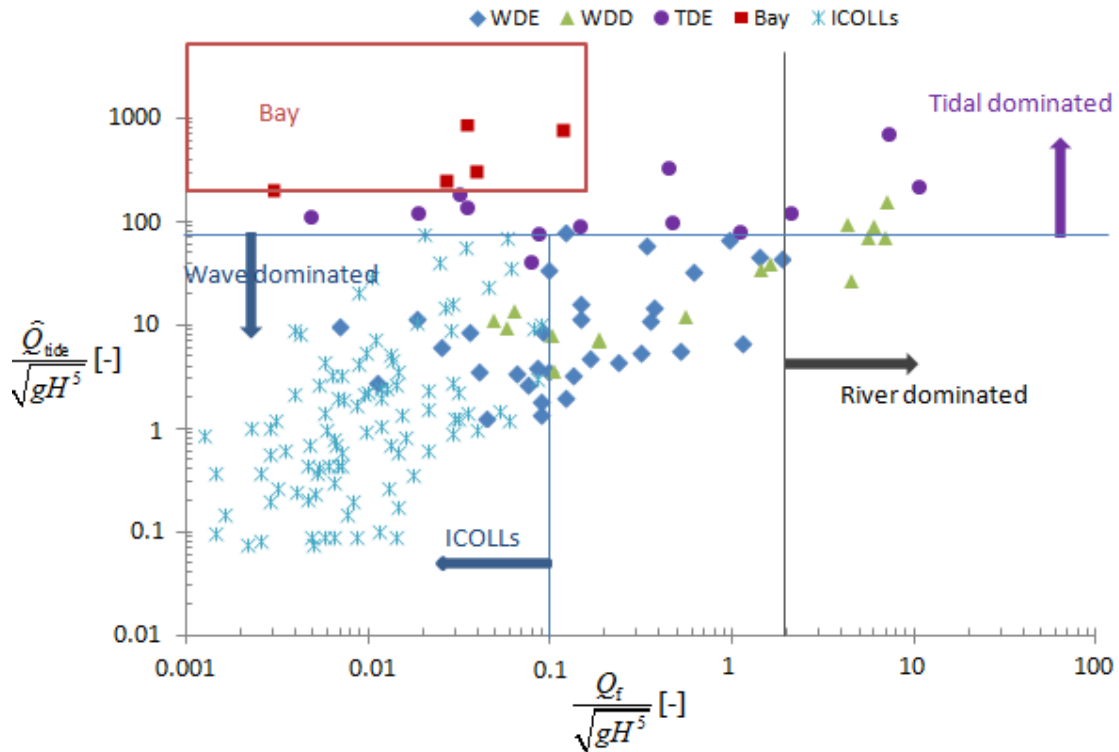 WDE WDD TDE Bay ICOLLs
1000
100
10
1
0.1
0.01
Bay
Tidal dominated
Wave dominated
River dominated
ICOLLs
Q̂tide
√gH⁵ [-]
0.001 0.01 0.1 1 10 100
Qf
√gH⁵ [-]